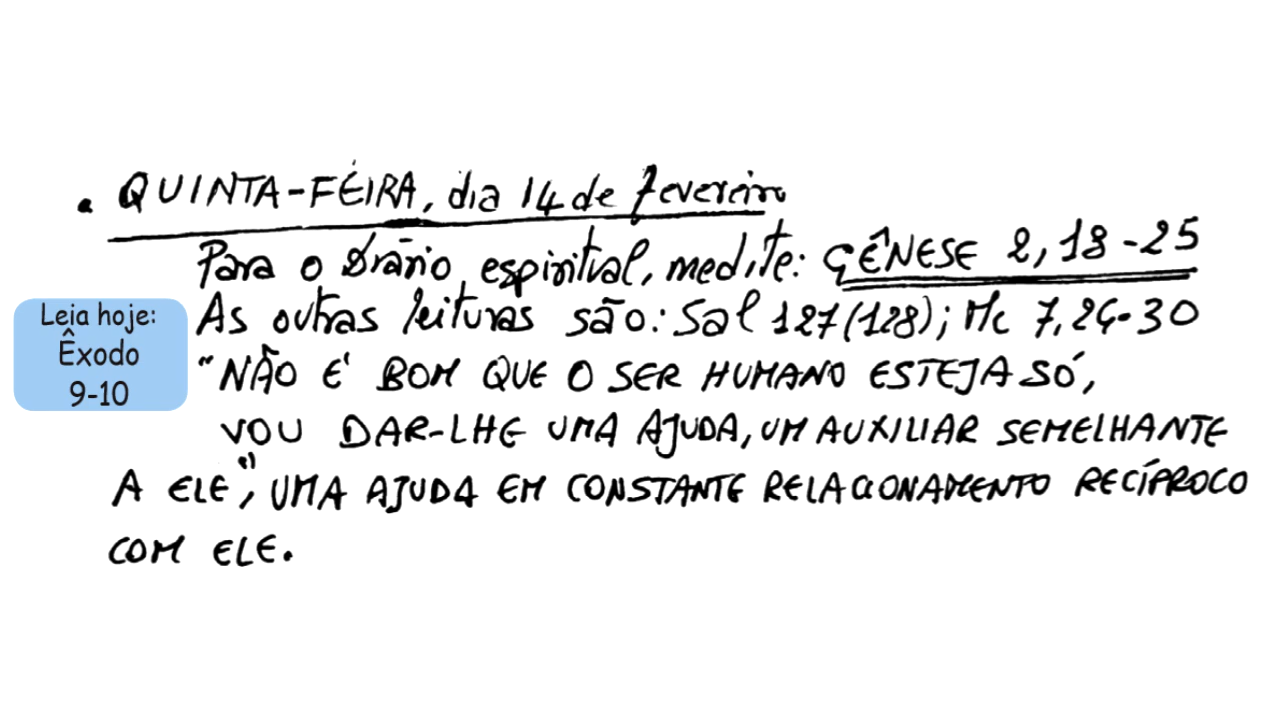 . QUINTA-FEIRA, dia 14 de fevereiro
Para o Diário espiritual, medite: GÊNESE 2, 18-25
As outras leituras são: Sal 127 (128); Mc 7, 24-30
Leia hoje:
Êxodo
9-10
"NÃO É BOM QUE O SER HUMANO ESTEJA SÓ,
VOU DAR-LHE UMA AJUDA, UM AUXILIAR SEMELHANTE
A ELE", UMA AJUDA EM CONSTANTE RELACIONAMENTO RECÍPROCO
COM ELE.